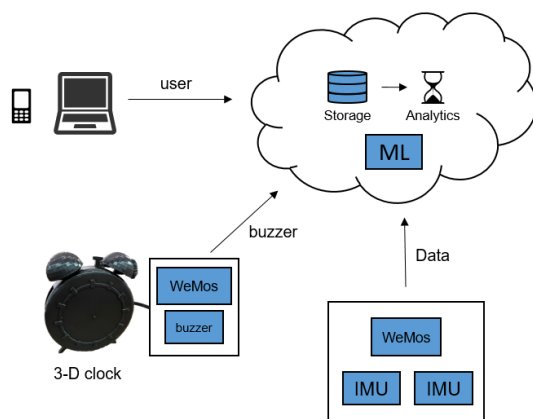 user
Storage
Analytics
ML
buzzer
Data
WeMos
buzzer
3-D clock
WeMos
IMU
IMU